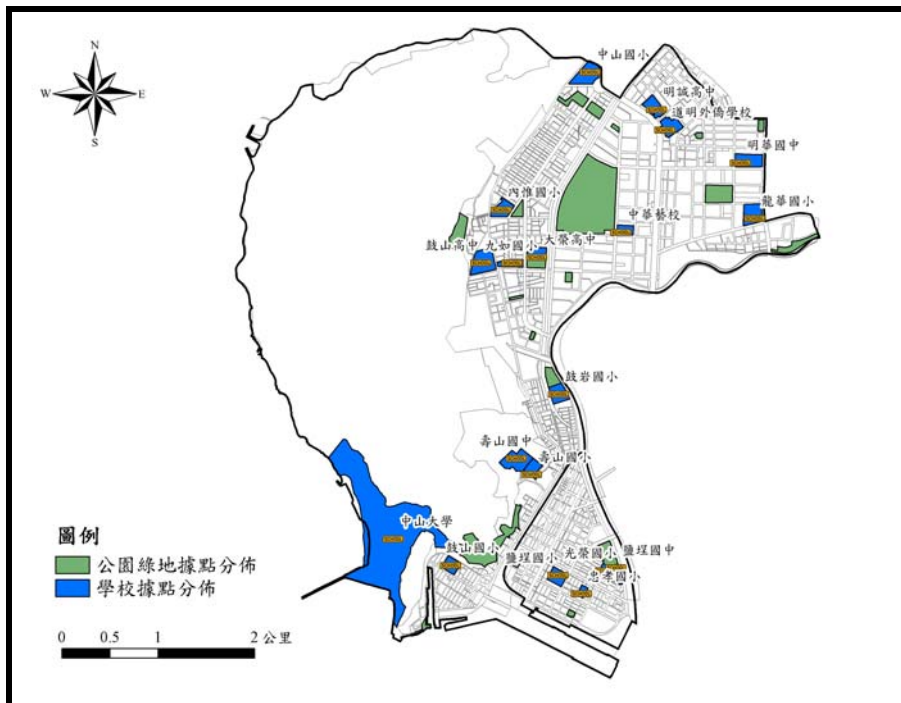 N
W
E
S
中山國小
明誠高中
道明外僑學校
明華國中
龍華國小
內惟國小
中華藝校
鼓山高中
九如國小
大榮高中
鼓岩國小
壽山國中
壽山國小
中山大學
鼓山國小
鹽埕國小
光榮國小
鹽埕國中
忠孝國小
圖例
公園綠地據點分佈
學校據點分佈
0 0.5 1 2 公里